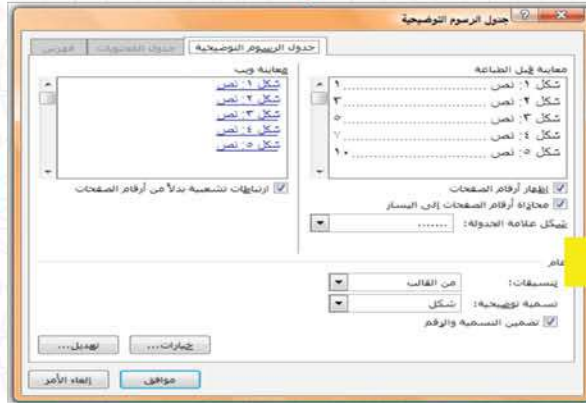 جدول الرسوم التوضيحية
فهرس جدول المحتويات جدول الرسوم التوضيحية
معاينة قبل الطباعة
شكل ١: نص ........ ١
شكل ٢: نص ........ ٣
شكل ٣: نص ........ ٥
شكل ٤: نص ........ ٧
شكل ٥: نص ........ ١٠
معاينة ويب
شكل ١: نص
شكل ٢: نص
شكل ٣: نص
شكل ٤: نص
شكل ٥: نص
إظهار أرقام الصفحات
محاذاة أرقام الصفحات إلى اليسار
شكل علامة الجدولة: .......
ارتباطات تشعبية بدلاً من أرقام الصفحات
عام
تنسيقات: من القالب
تسمية توضيحية: شكل
تضمين التسمية والرقم
خيارات... تعديل...
موافق إلغاء الأمر